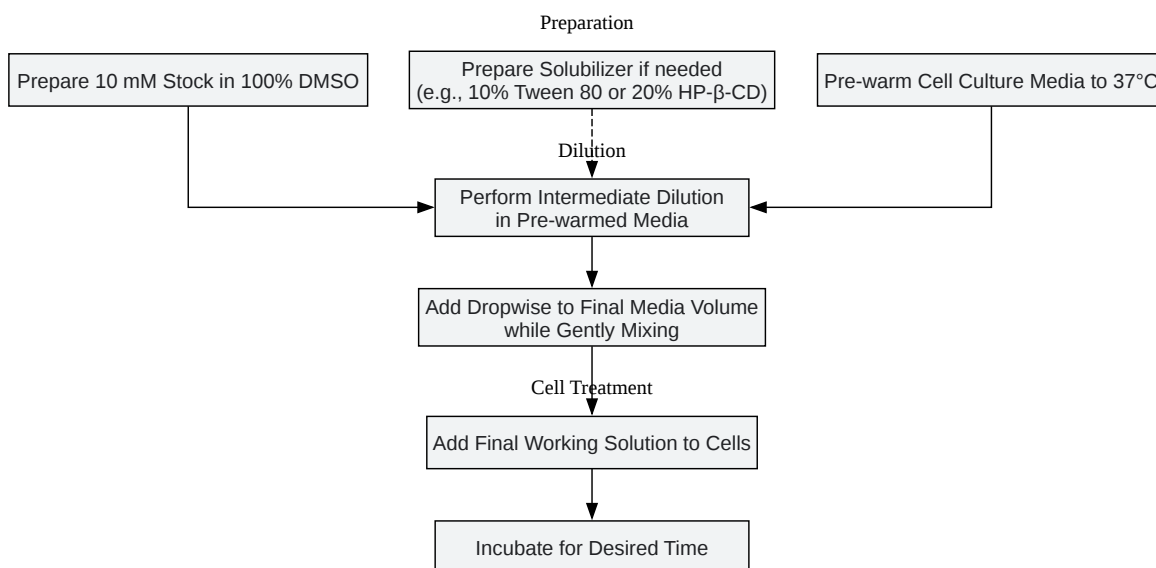 Preparation
Prepare 10 mM Stock in 100% DMSO
Prepare Solubilizer if needed
(e.g., 10% Tween 80 or 20% HP-β-CD)
Pre-warm Cell Culture Media to 37°C
Dilution
Perform Intermediate Dilution
in Pre-warmed Media
Add Dropwise to Final Media Volume
while Gently Mixing
Cell Treatment
Add Final Working Solution to Cells
Incubate for Desired Time